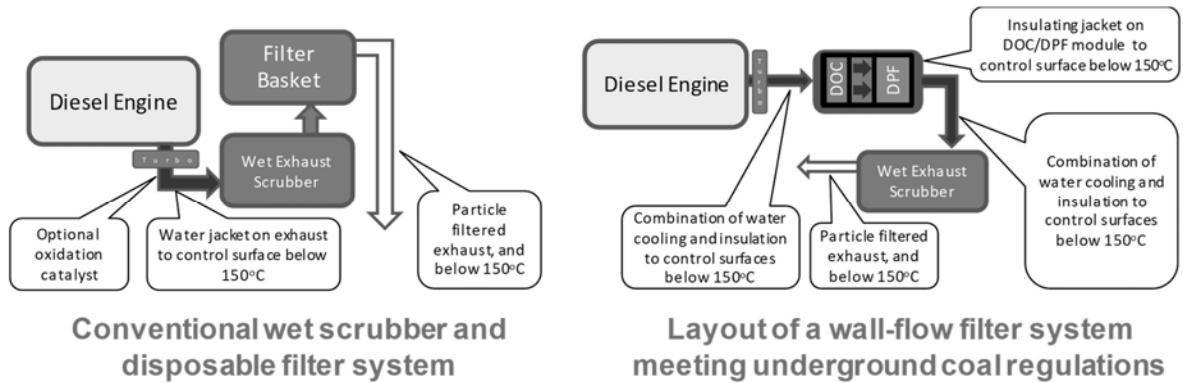 Diesel Engine
Turbo
Filter
Basket
Wet Exhaust
Scrubber
Optional
oxidation
catalyst
Water jacket on exhaust
to control surface below
150°C
Particle
filtered
exhaust, and
below 150°C
Conventional wet scrubber and
disposable filter system
Diesel Engine
Turbo
DOC
DPF
Insulating jacket on
DOC/DPF module to
control surface below 150°C
Wet Exhaust
Scrubber
Combination of water
cooling and insulation
to control surfaces
below 150°C
Particle filtered
exhaust, and
below 150°C
Combination of
water cooling and
insulation to
control surfaces
below 150°C
Layout of a wall-flow filter system
meeting underground coal regulations